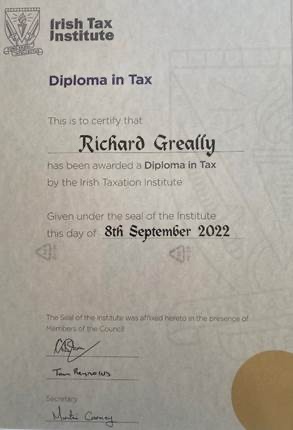 Irish Tax
Institute
Diploma in Tax
This is to certify that
Richard Greally
has been awarded a Diploma in Tax
by the Irish Taxation Institute
Given under the seal of the Institute
this day of 8th September 2022
The Seal of the Institute was affixed hereto in the presence of
Members of the Council
Tom Reynolds
Secretary